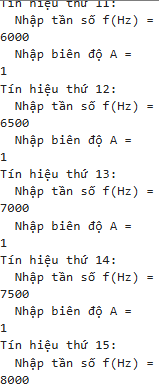 Tín hiệu thứ 11:
Nhập tần số f(Hz) =
6000
Nhập biên độ A =
1
Tín hiệu thứ 12:
Nhập tần số f(Hz) =
6500
Nhập biên độ A =
1
Tín hiệu thứ 13:
Nhập tần số f(Hz) =
7000
Nhập biên độ A =
1
Tín hiệu thứ 14:
Nhập tần số f(Hz) =
7500
Nhập biên độ A =
1
Tín hiệu thứ 15:
Nhập tần số f(Hz) =
8000